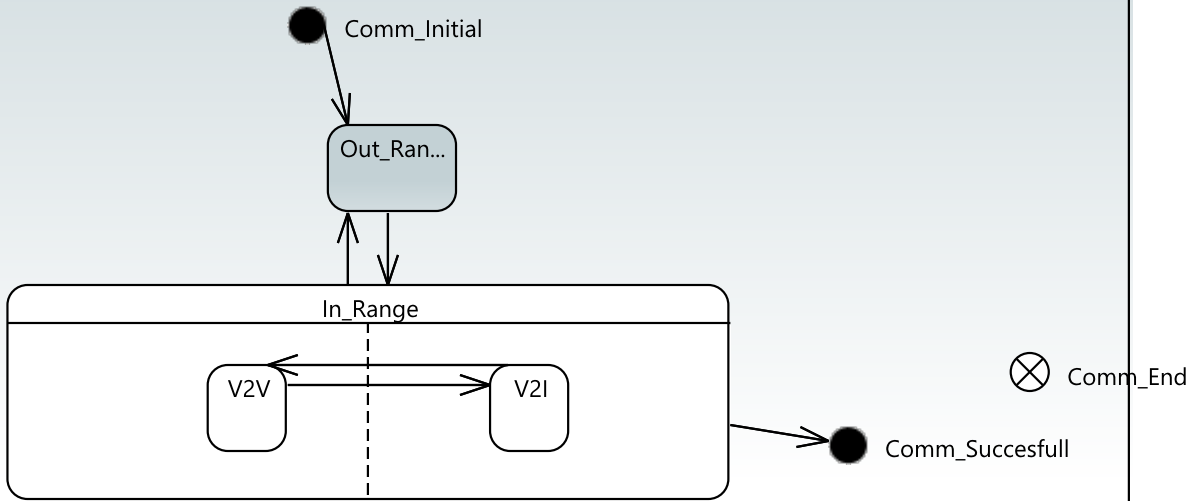 Comm_Initial
Out_Ran...
In_Range
V2V
V2I
Comm_End
Comm_Succesfull